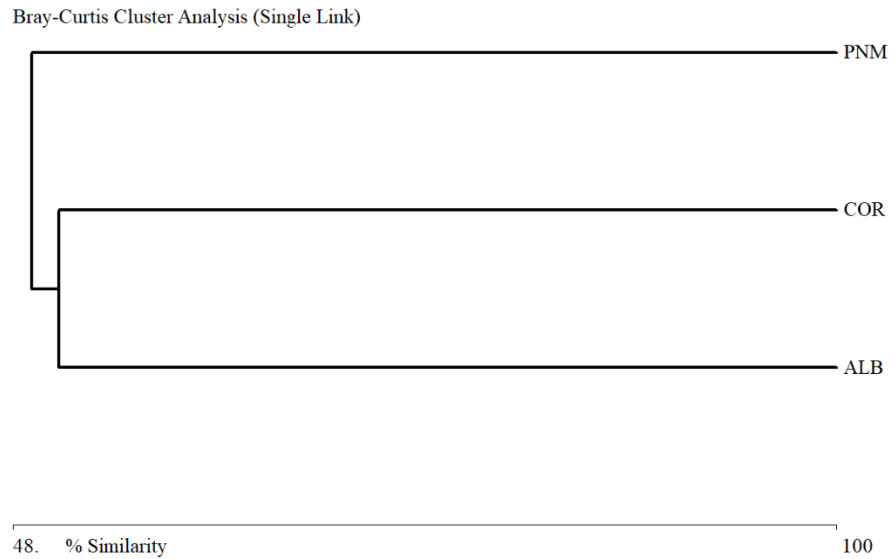 Bray-Curtis Cluster Analysis (Single Link)
PNM
COR
ALB
48. % Similarity 100